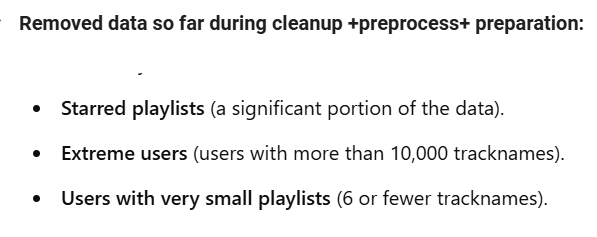 Removed data so far during cleanup +preprocess+ preparation:
• Starred playlists (a significant portion of the data).
• Extreme users (users with more than 10,000 tracknames).
• Users with very small playlists (6 or fewer tracknames).